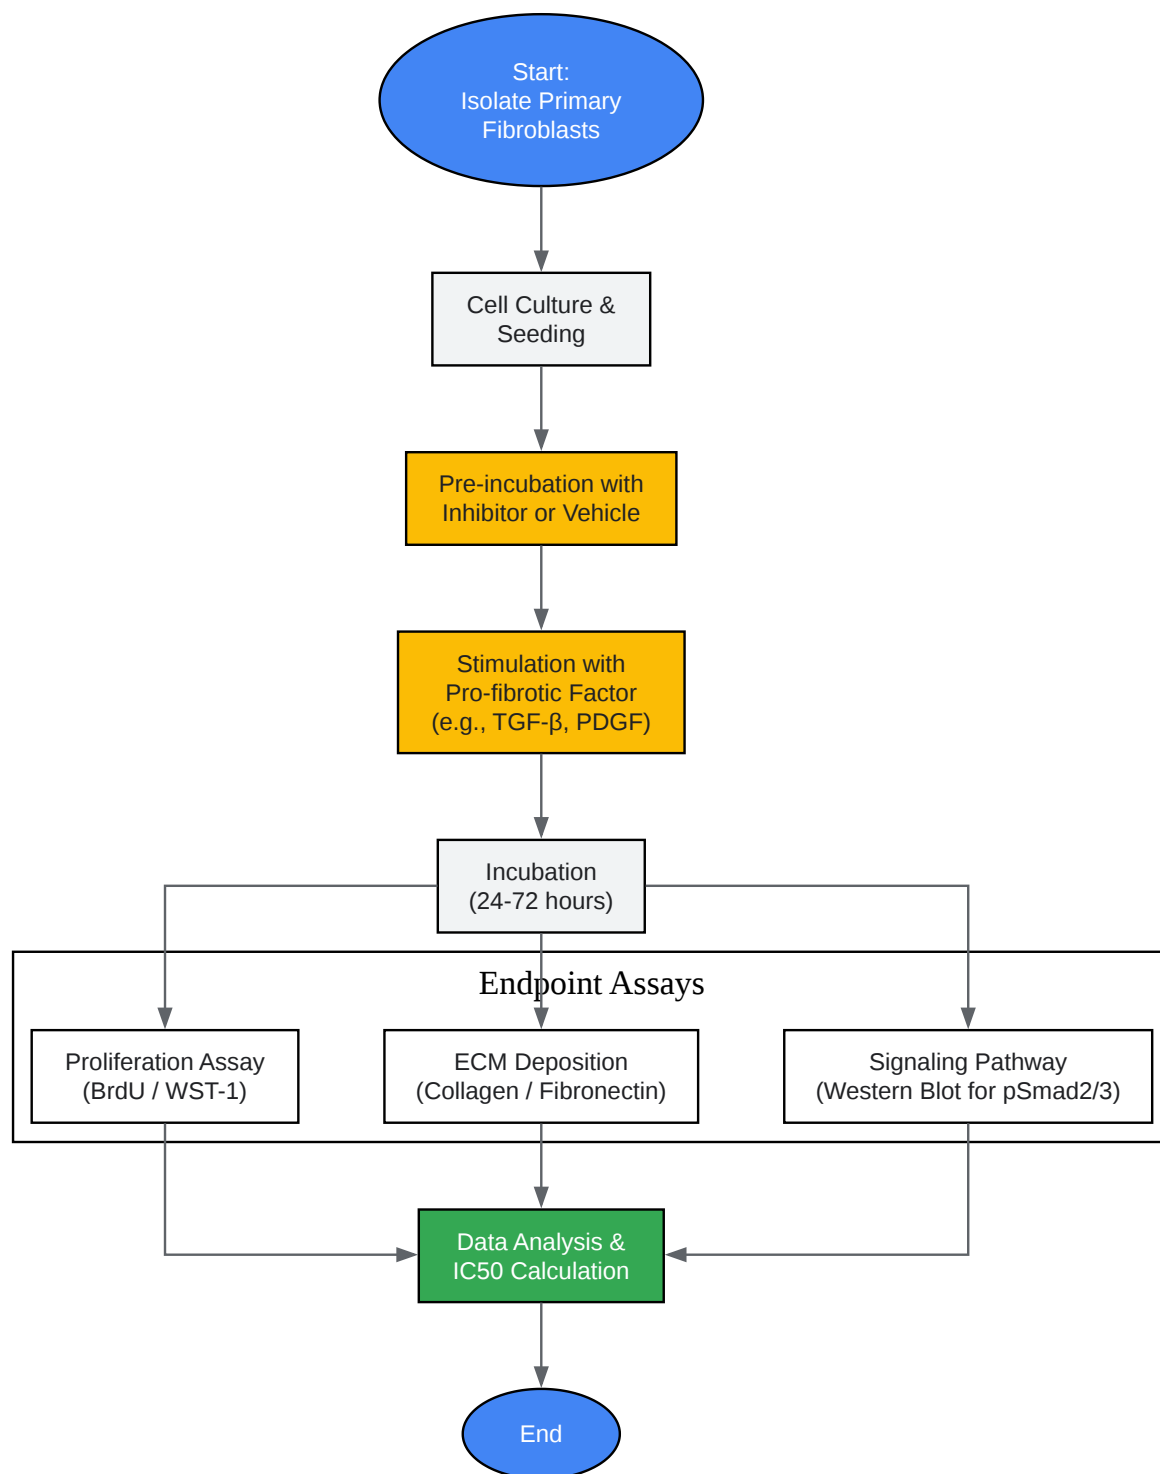 Start:
Isolate Primary
Fibroblasts
Cell Culture &
Seeding
Pre-incubation with
Inhibitor or Vehicle
Stimulation with
Pro-fibrotic Factor
(e.g., TGF-β, PDGF)
Incubation
(24-72 hours)
Endpoint Assays
Proliferation Assay
(BrdU / WST-1)
ECM Deposition
(Collagen / Fibronectin)
Signaling Pathway
(Western Blot for pSmad2/3)
Data Analysis &
IC50 Calculation
End